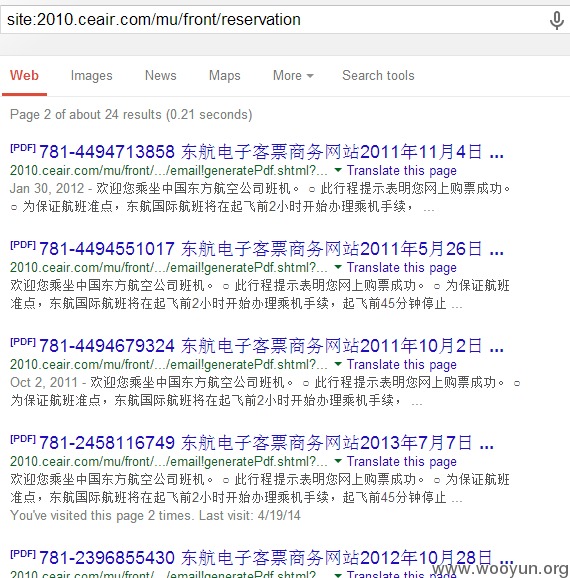 site:2010.ceair.com/mu/front/reservation
Web Images News Maps More Search tools
Page 2 of about 24 results (0.21 seconds)
[PDF] 781-4494713858 东航电子客票商务网站2011年11月4日 ...
2010.ceair.com/mu/front/.../email!generatePdf.shtml?... Translate this page
Jan 30, 2012 - 欢迎您乘坐中国东方航空公司班机。 ○ 此行程提示表明您网上购票成功。
○ 为保证航班准点，东航国际航班将在起飞前2小时开始办理乘机手续， ...
[PDF] 781-4494551017 东航电子客票商务网站2011年5月26日 ...
2010.ceair.com/mu/front/.../email!generatePdf.shtml?... Translate this page
欢迎您乘坐中国东方航空公司班机。 ○ 此行程提示表明您网上购票成功。 ○ 为保证航班
准点，东航国际航班将在起飞前2小时开始办理乘机手续，起飞前45分钟停止 ...
[PDF] 781-4494679324 东航电子客票商务网站2011年10月2日 ...
2010.ceair.com/mu/front/.../email!generatePdf.shtml?... Translate this page
Oct 2, 2011 - 欢迎您乘坐中国东方航空公司班机。 ○ 此行程提示表明您网上购票成功。 ○
为保证航班准点，东航国际航班将在起飞前2小时开始办理乘机手续， ...
[PDF] 781-2458116749 东航电子客票商务网站2013年7月7日 ...
2010.ceair.com/mu/front/.../email!generatePdf.shtml?... Translate this page
欢迎您乘坐中国东方航空公司班机。 ○ 此行程提示表明您网上购票成功。 ○ 为保证航班
准点，东航国际航班将在起飞前2小时开始办理乘机手续，起飞前45分钟停止 ...
You've visited this page 2 times. Last visit: 4/19/14
[PDF] 781-2396855430 东航电子客票商务网站2012年10月28日 ...
www.wooyun.org